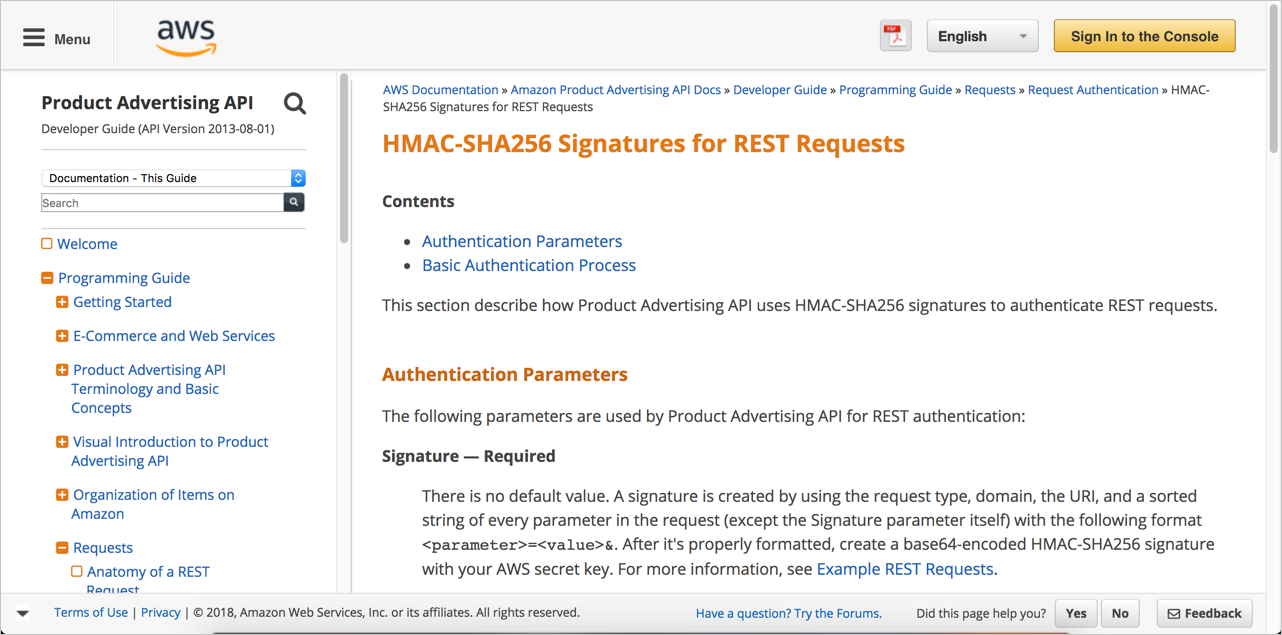 Menu
aws
PDF
English
Sign In to the Console
Product Advertising API
Developer Guide (API Version 2013-08-01)
Documentation - This Guide
Search
Welcome
Programming Guide
Getting Started
E-Commerce and Web Services
Product Advertising API
Terminology and Basic
Concepts
Visual Introduction to Product
Advertising API
Organization of Items on
Amazon
Requests
Anatomy of a REST
Request
AWS Documentation » Amazon Product Advertising API Docs » Developer Guide » Programming Guide » Requests » Request Authentication » HMAC-
SHA256 Signatures for REST Requests
HMAC-SHA256 Signatures for REST Requests
Contents
• Authentication Parameters
• Basic Authentication Process
This section describe how Product Advertising API uses HMAC-SHA256 signatures to authenticate REST requests.
Authentication Parameters
The following parameters are used by Product Advertising API for REST authentication:
Signature — Required
There is no default value. A signature is created by using the request type, domain, the URI, and a sorted
string of every parameter in the request (except the Signature parameter itself) with the following format
<parameter>=<value>&. After it's properly formatted, create a base64-encoded HMAC-SHA256 signature
with your AWS secret key. For more information, see Example REST Requests.
Terms of Use | Privacy | © 2018, Amazon Web Services, Inc. or its affiliates. All rights reserved.
Have a question? Try the Forums.
Did this page help you?
Yes
No
Feedback